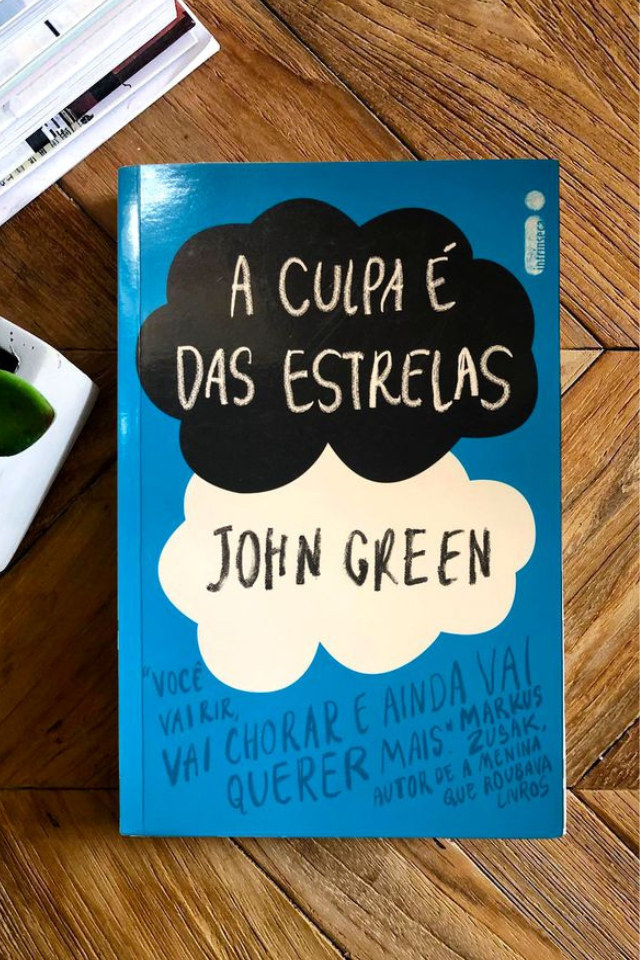 intrínseca
A CULPA É
DAS ESTRELAS
JOHN GREEN
"VOCÊ
VAI RIR,
VAI CHORAR E AINDA VAI
QUERER MAIS." MARKUS
ZUSAK,
AUTOR DE A MENINA
QUE ROUBAVA
LIVROS